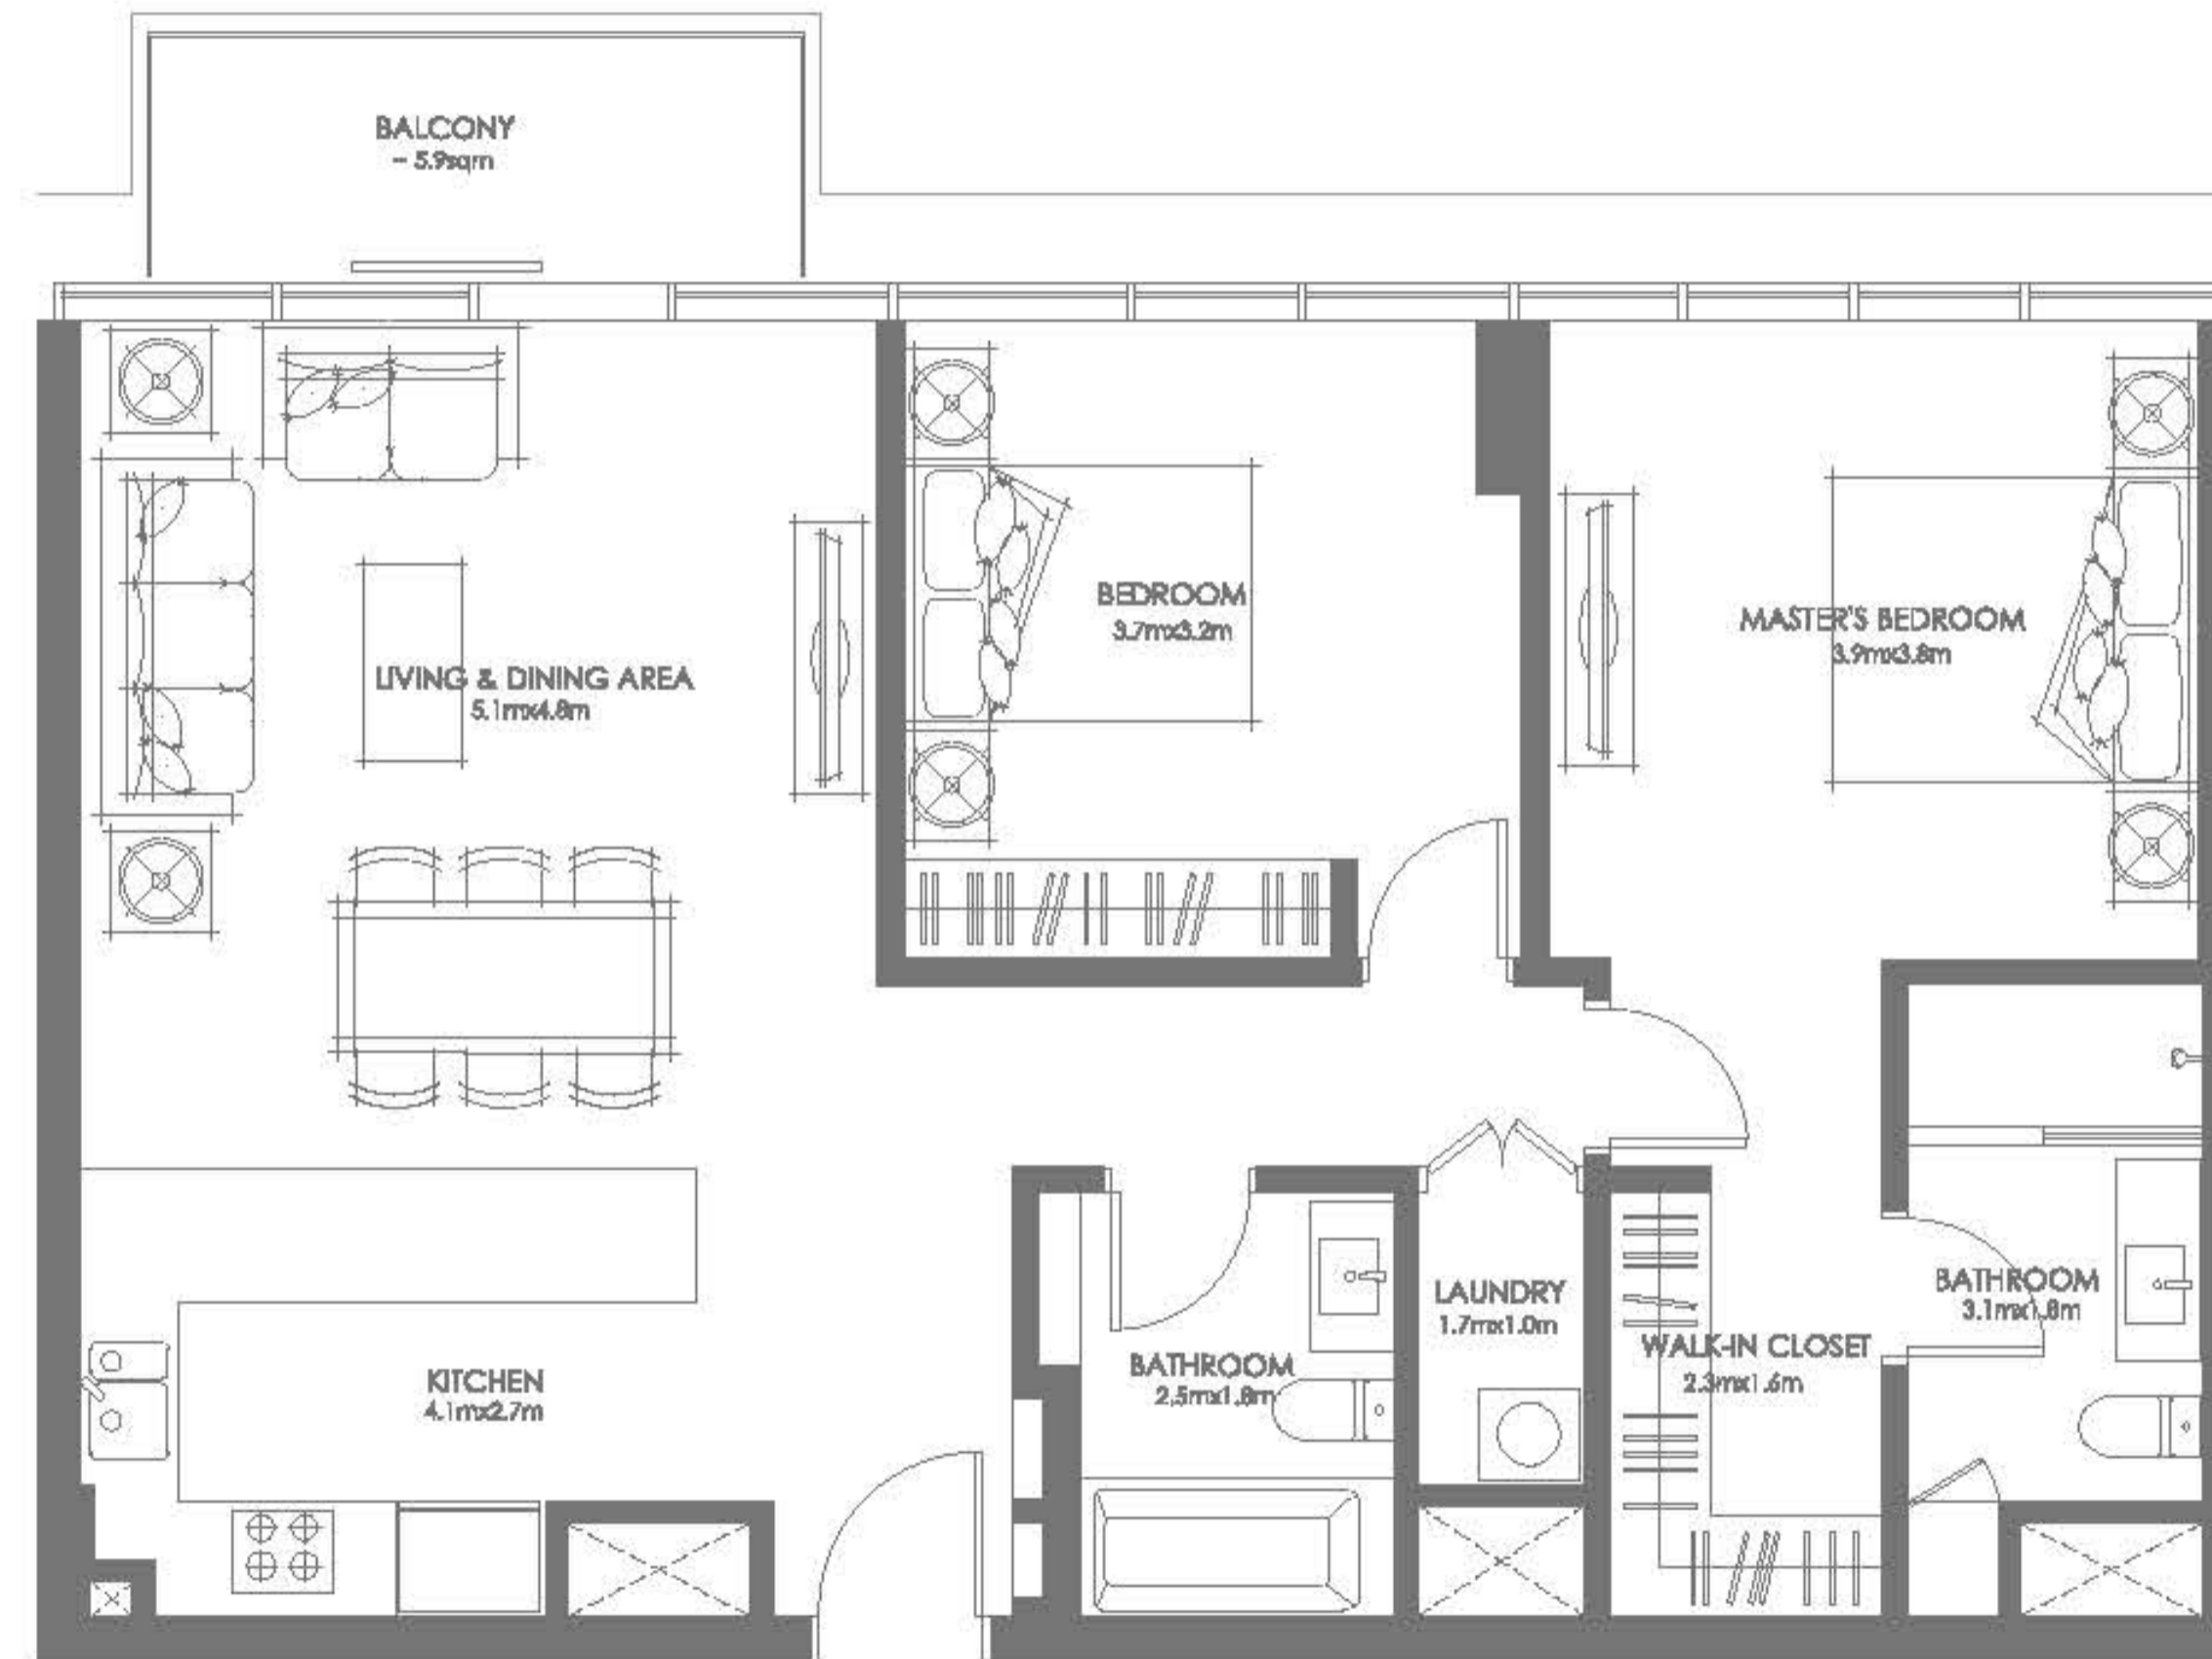 BALCONY
- 5.9sqm
BEDROOM
3.7mx3.2m
MASTER'S BEDROOM
3.9mx3.8m
LIVING & DINING AREA
5.1mx4.8m
LAUNDRY
1.7mx1.0m
BATHROOM
3.1mx1.8m
WALK-IN CLOSET
2.3mx1.6m
BATHROOM
2.5mx1.8m
KITCHEN
4.1mx2.7m